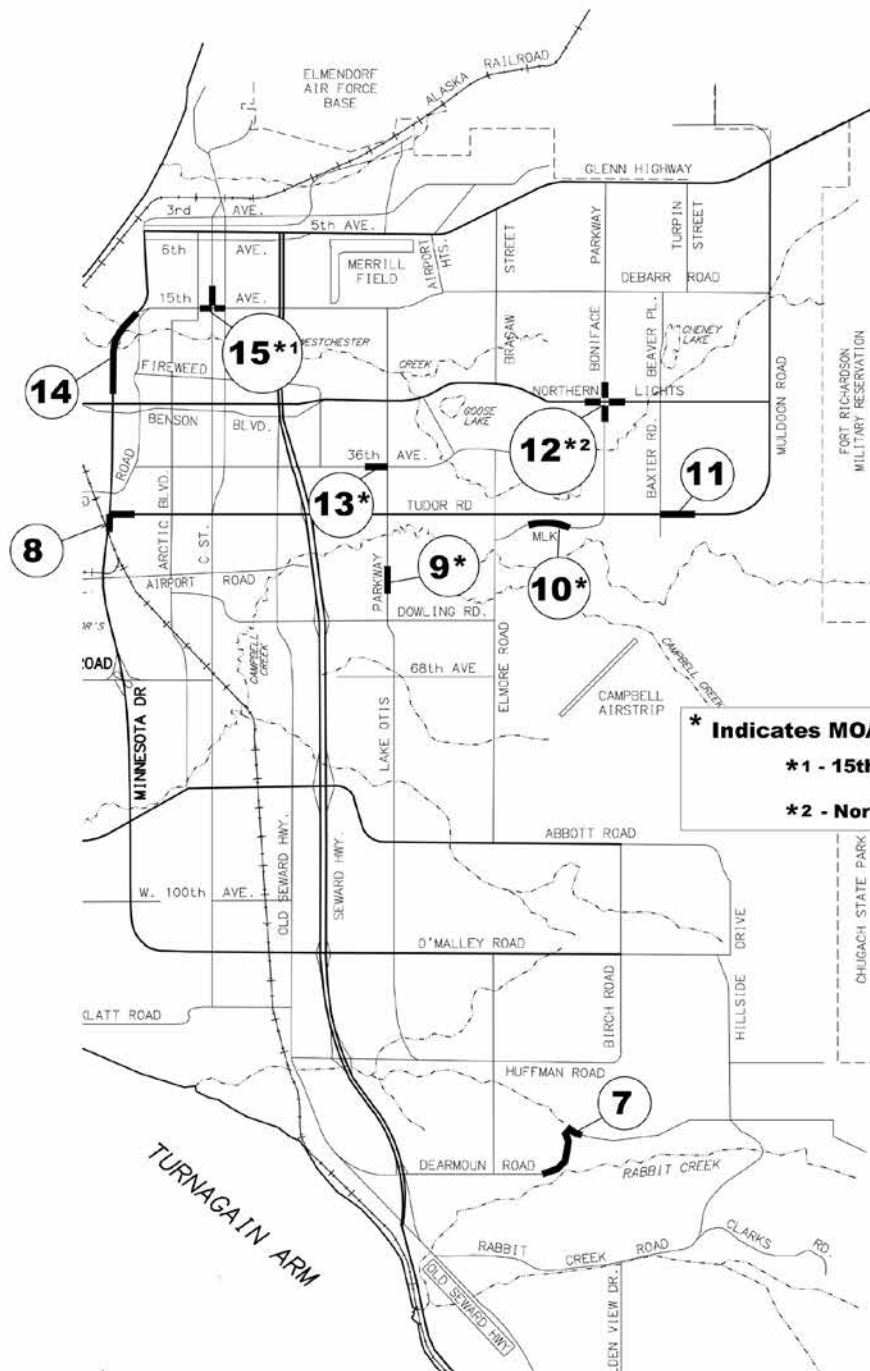 ELMENDORF
AIR FORCE
BASE
ALASKA RAILROAD
GLENN HIGHWAY
3rd AVE.
5th AVE.
6th AVE.
MERRILL
FIELD
AIRPORT
HTS.
STREET
PARKWAY
TURPIN
STREET
DEBARR ROAD
15th AVE.
15*1
WESTCHESTER
CREEK
BRAGAW
BONIFACE
BEAVER PL.
CHENEY
LAKE
14
FIREWEED
NORTHERN LIGHTS
BENSON BLVD.
GOOSE
LAKE
12*2
MULDOON ROAD
FORT RICHARDSON
MILITARY RESERVATION
ROAD
36th AVE.
13*
BAXTER RD.
11
TUDOR RD
8
ARCTIC BLVD.
C ST.
MLK
10*
9*
PARKWAY
AIRPORT ROAD
DOWLING RD.
OR'S
ROAD
CAMPBELL
CREEK
68th AVE
ELMORE ROAD
CAMPBELL
AIRSTRIP
CAMPBELL CREEK
MINNESOTA DR
LAKE OTIS
* Indicates MOA
*1 - 15th
*2 - Nor
OLD SEWARD HWY.
SEWARD HWY.
ABBOTT ROAD
W. 100th AVE.
O'MALLEY ROAD
CHUGACH STATE PARK
HILLSIDE DRIVE
BIRCH ROAD
KLATT ROAD
HUFFMAN ROAD
7
DEARMOUN ROAD
RABBIT CREEK
TURNAGAIN ARM
RABBIT CREEK ROAD
CLARKS RD.
OLD SEWARD HWY
LDEN VIEW DR.